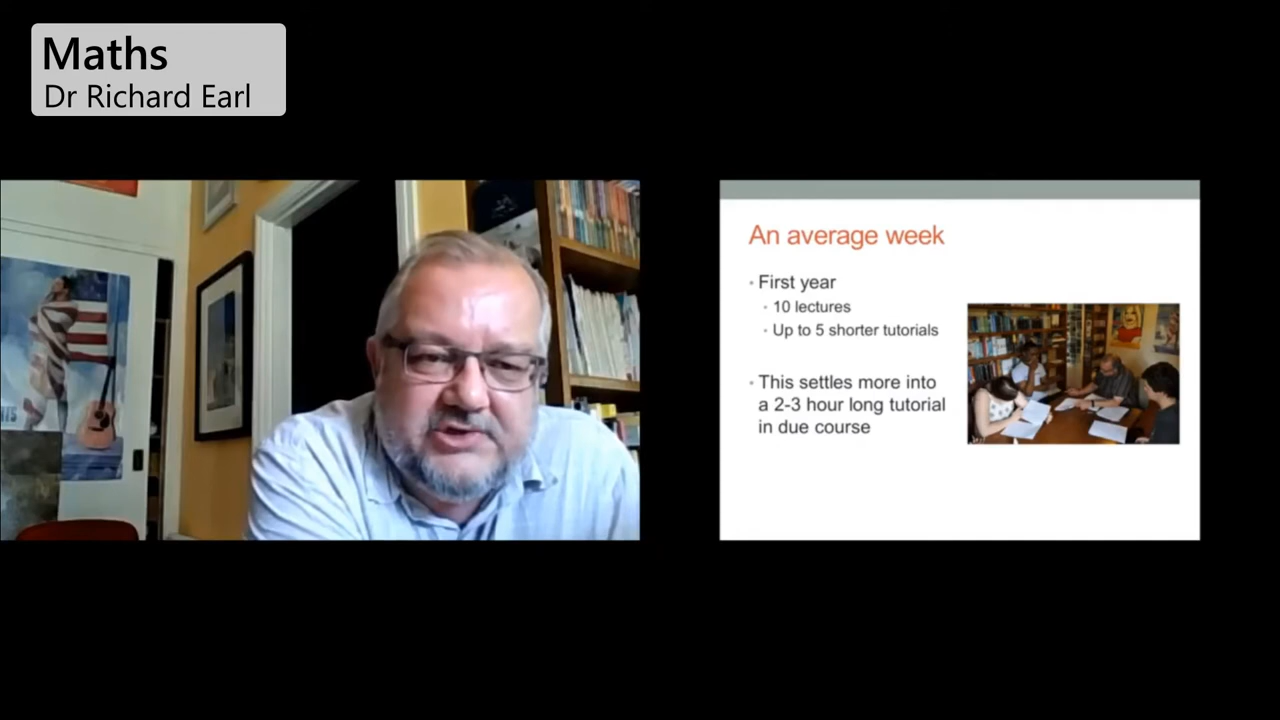 Maths
Dr Richard Earl
An average week
First year
10 lectures
Up to 5 shorter tutorials
This settles more into
a 2-3 hour long tutorial
in due course